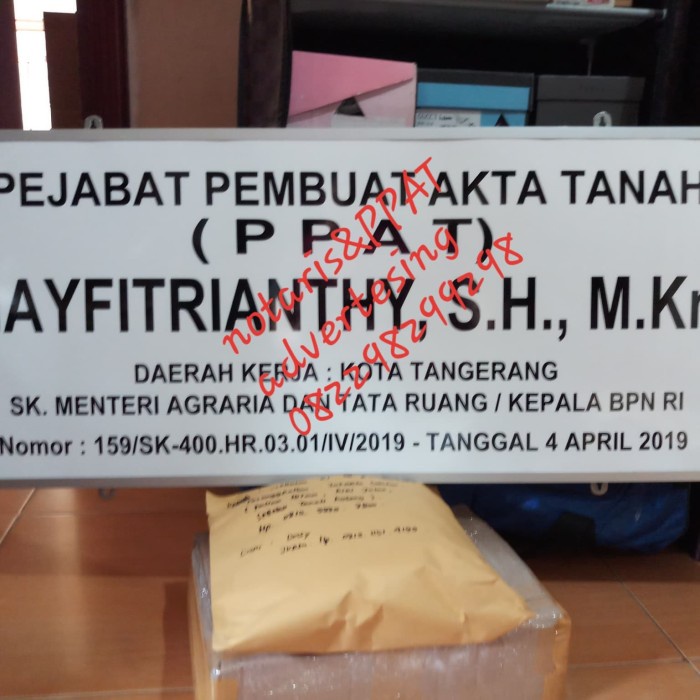 PEJABAT PEMBUAT AKTA TANAH
( P P A T )
AYFITRIANTHY, S.H., M.Kn
DAERAH KERJA : KOTA TANGERANG
SK. MENTERI AGRARIA DAN TATA RUANG / KEPALA BPN RI
Nomor : 159/SK-400.HR.03.01/IV/2019 - TANGGAL 4 APRIL 2019
notaris&PPAT
advertesing
082298299298